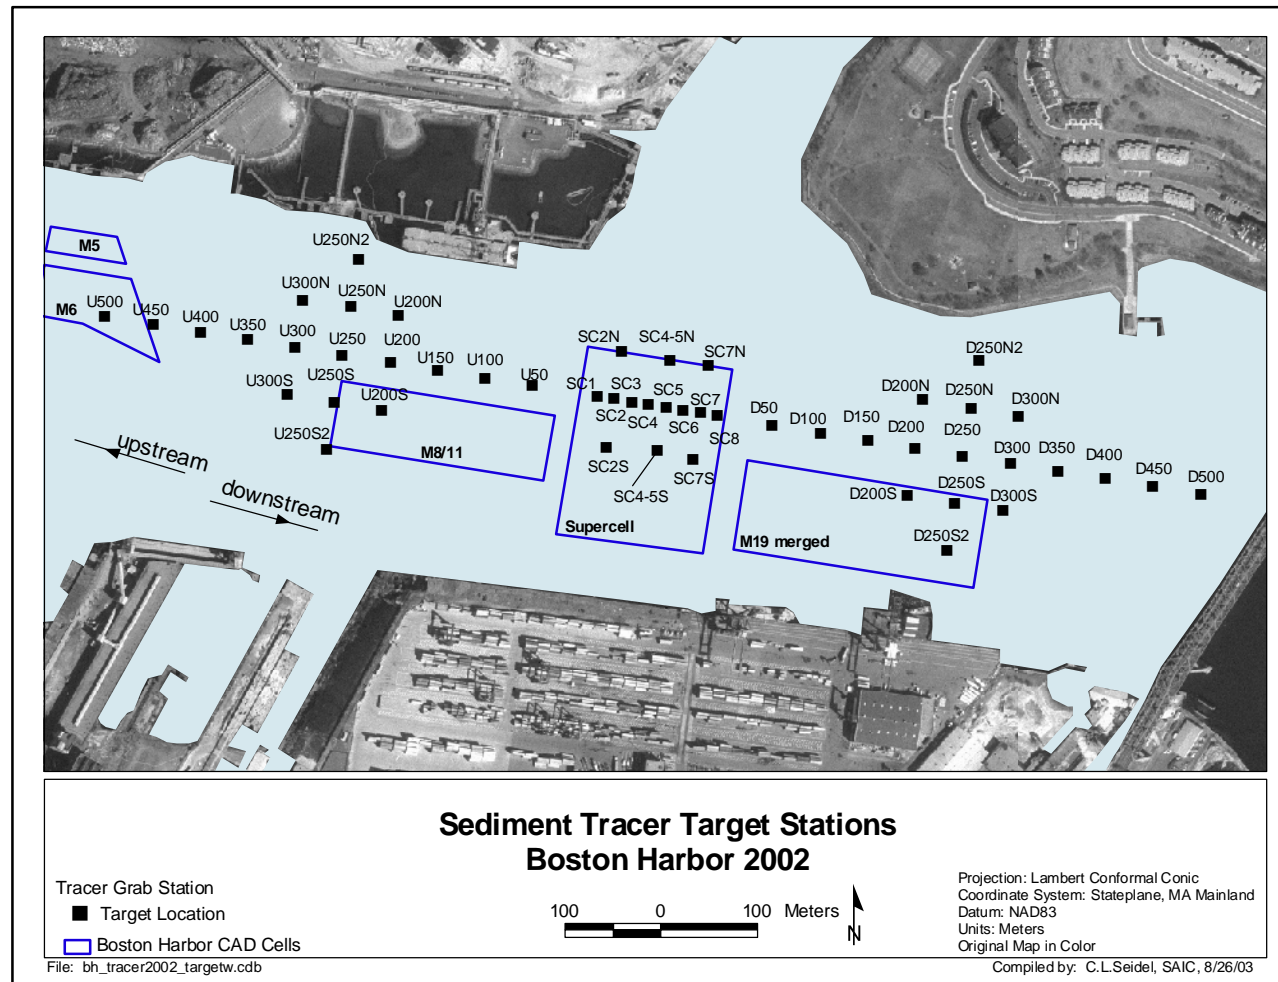 U250N2
M5
U300N
U250N
U200N
M6
U500
U450
U400
U350
U300
U250
U200
U150
U100
U50
SC2N
SC4-5N
SC7N
D250N2
U300S
U250S
U200S
SC1
SC3
SC5
SC7
SC2
SC4
SC6
SC8
D50
D100
D150
D200
D250
D300
D350
D400
D450
D500
D200N
D250N
D300N
U250S2
M8/11
SC2S
SC4-5S
SC7S
D200S
D250S
D300S
upstream
downstream
Supercell
M19 merged
D250S2
Sediment Tracer Target Stations
Boston Harbor 2002
Tracer Grab Station
Target Location
Boston Harbor CAD Cells
100 0 100 Meters
N
Projection: Lambert Conformal Conic
Coordinate System: Stateplane, MA Mainland
Datum: NAD83
Units: Meters
Original Map in Color
File: bh_tracer2002_targetw.cdb
Compiled by: C.L.Seidel, SAIC, 8/26/03